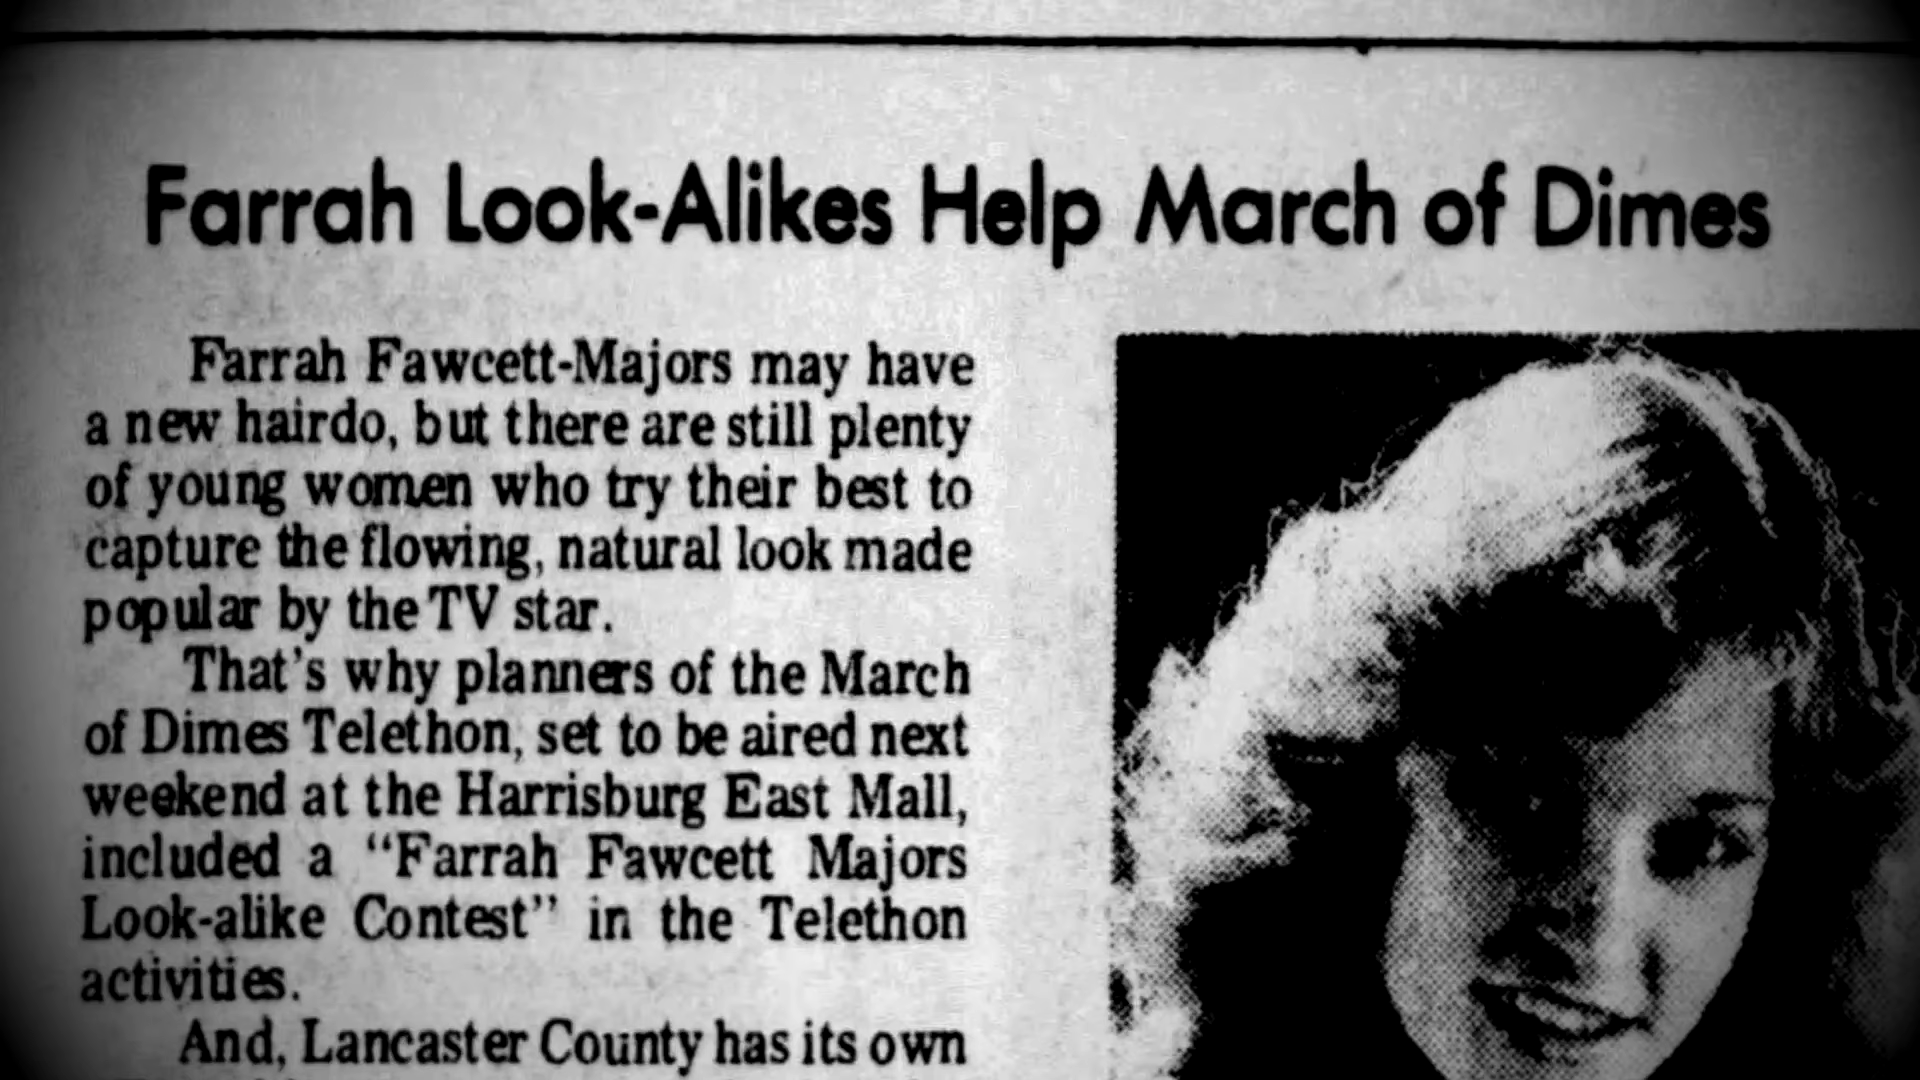 Farrah Look-Alikes Help March of Dimes
Farrah Fawcett-Majors may have
a new hairdo, but there are still plenty
of young women who try their best to
capture the flowing, natural look made
popular by the TV star.
That's why planners of the March
of Dimes Telethon, set to be aired next
weekend at the Harrisburg East Mall,
included a "Farrah Fawcett Majors
Look-alike Contest" in the Telethon
activities.
And, Lancaster County has its own